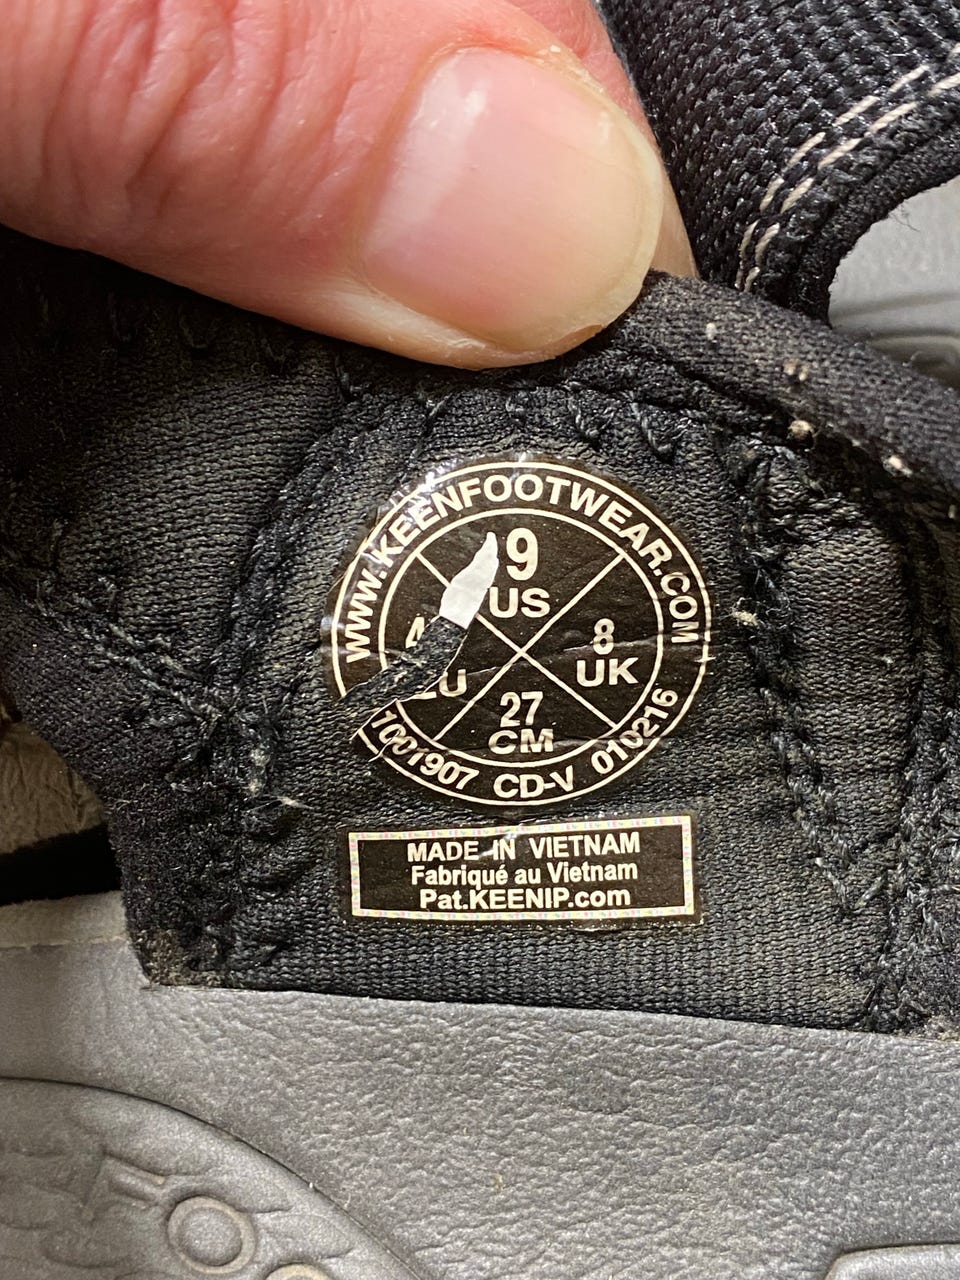 WWW.KEENFOOTWEAR.COM
9
US
8
UK
27
CM
1001907 CD-V 010216
MADE IN VIETNAM
Fabriqué au Vietnam
Pat.KEENIP.com